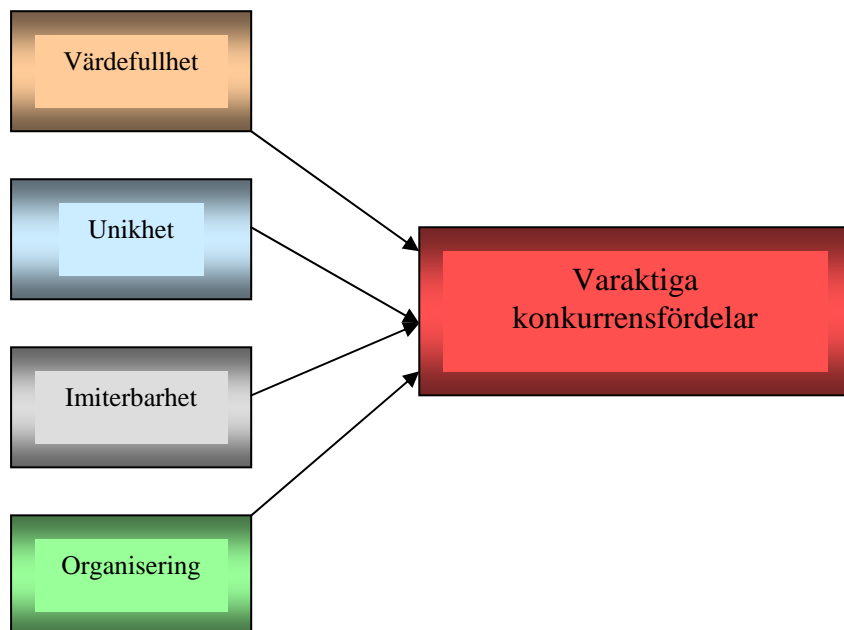 Värdefullhet
Unikhet
Imiterbarhet
Organisering
Varaktiga
konkurrensfördelar